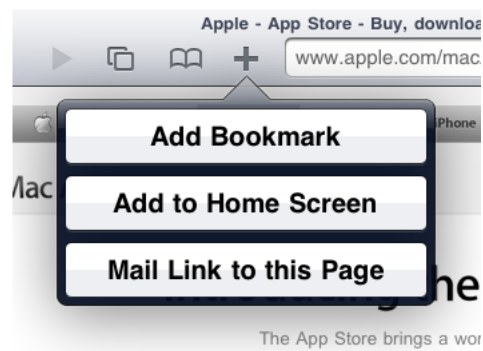 Apple - App Store - Buy, downloa
www.apple.com/mac
iPhone
Add Bookmark
Mac
Add to Home Screen
Mail Link to this Page
he
The App Store brings a wor